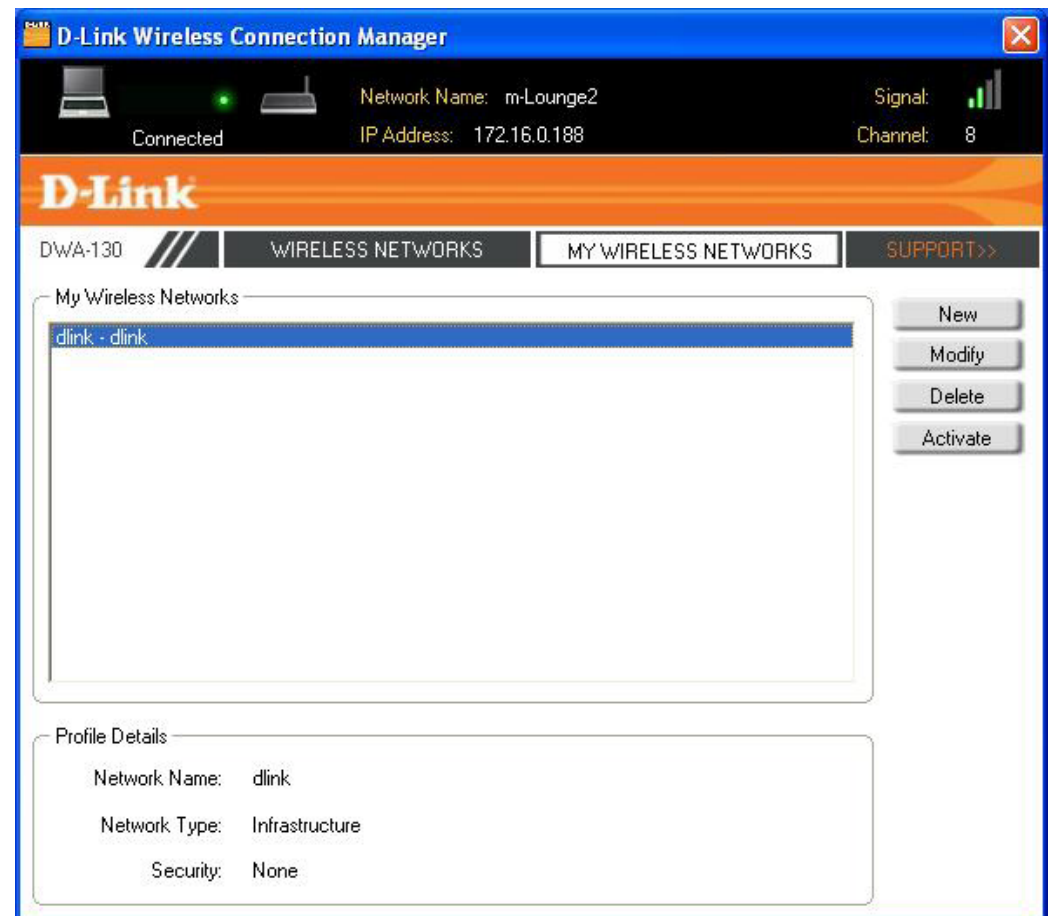 D-Link Wireless Connection Manager
Network Name: m-Lounge2 Signal:
Connected IP Address: 172.16.0.188 Channel: 8
D-Link
DWA-130 WIRELESS NETWORKS MY WIRELESS NETWORKS SUPPORT>>
My Wireless Networks
dlink - dlink
New
Modify
Delete
Activate
Profile Details
Network Name: dlink
Network Type: Infrastructure
Security: None